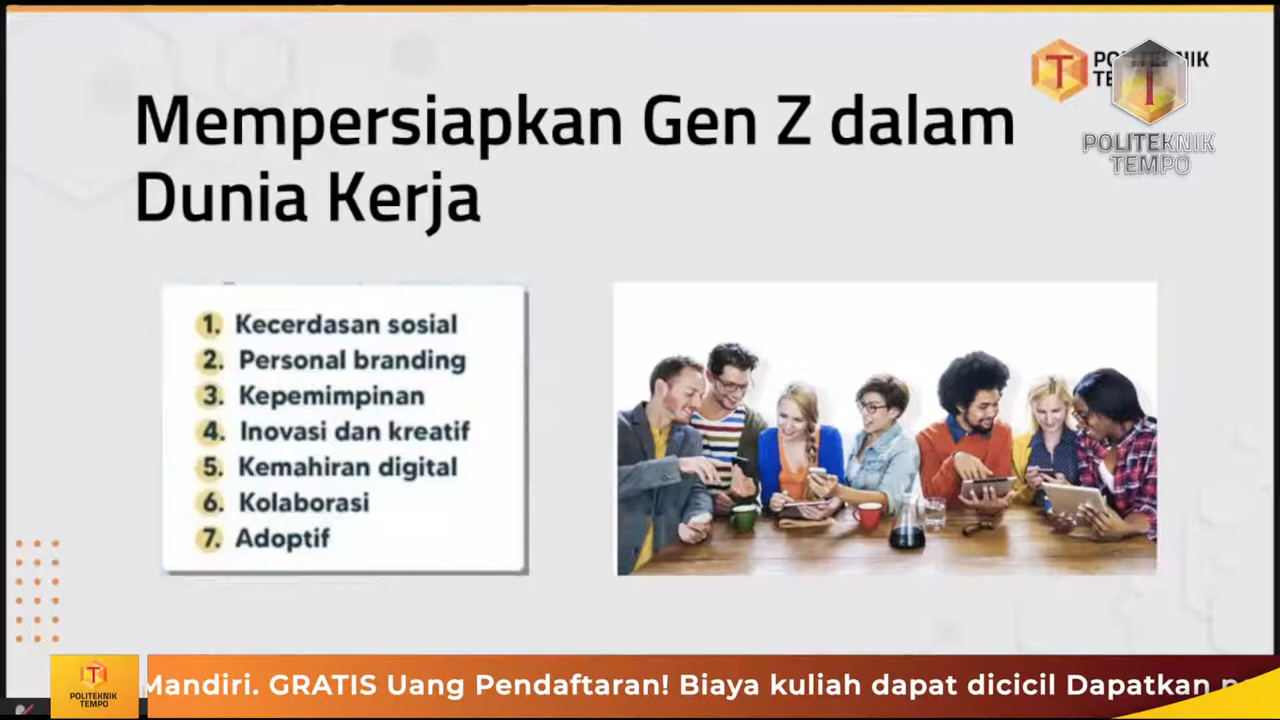 POLITEKNIK
TEMPO
Mempersiapkan Gen Z dalam
Dunia Kerja
1. Kecerdasan sosial
2. Personal branding
3. Kepemimpinan
4. Inovasi dan kreatif
5. Kemahiran digital
6. Kolaborasi
7. Adoptif
POLITEKNIK
TEMPO
Mandiri. GRATIS Uang Pendaftaran! Biaya kuliah dapat dicicil Dapatkan